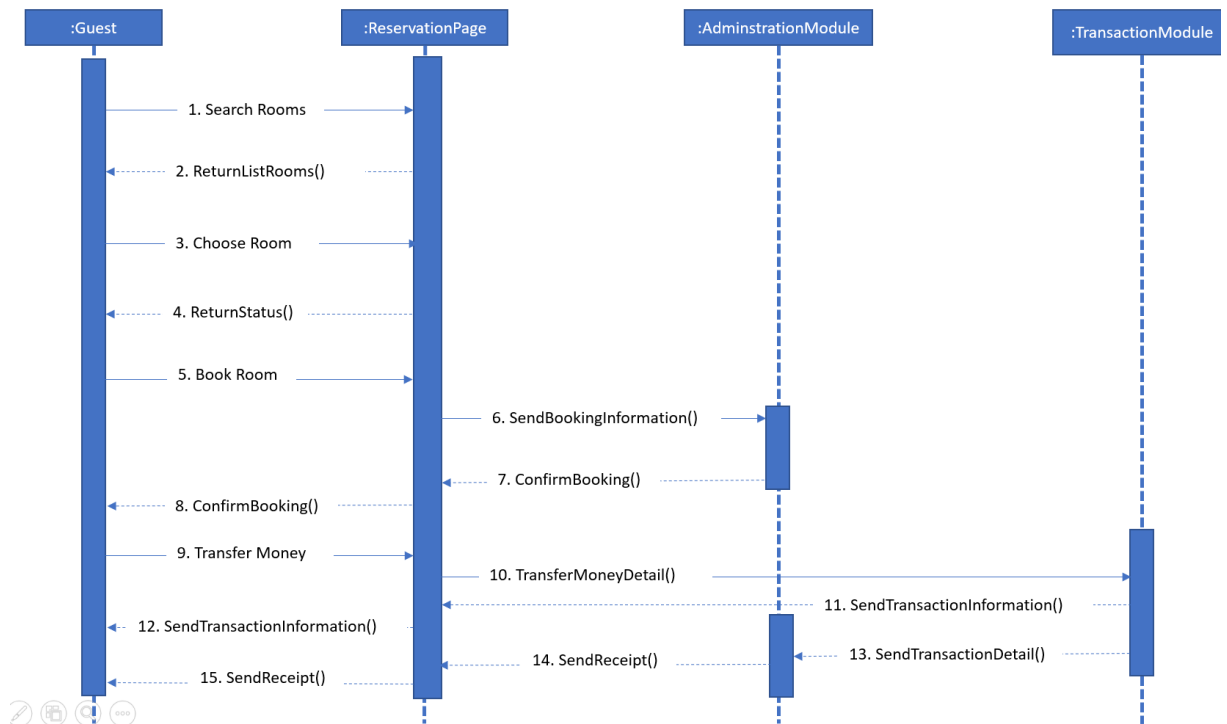 :Guest
:ReservationPage
:AdminstrationModule
:TransactionModule
1. Search Rooms
2. ReturnListRooms()
3. Choose Room
4. ReturnStatus()
5. Book Room
6. SendBookingInformation()
7. ConfirmBooking()
8. ConfirmBooking()
9. Transfer Money
10. TransferMoneyDetail()
11. SendTransactionInformation()
12. SendTransactionInformation()
13. SendTransactionDetail()
14. SendReceipt()
15. SendReceipt()